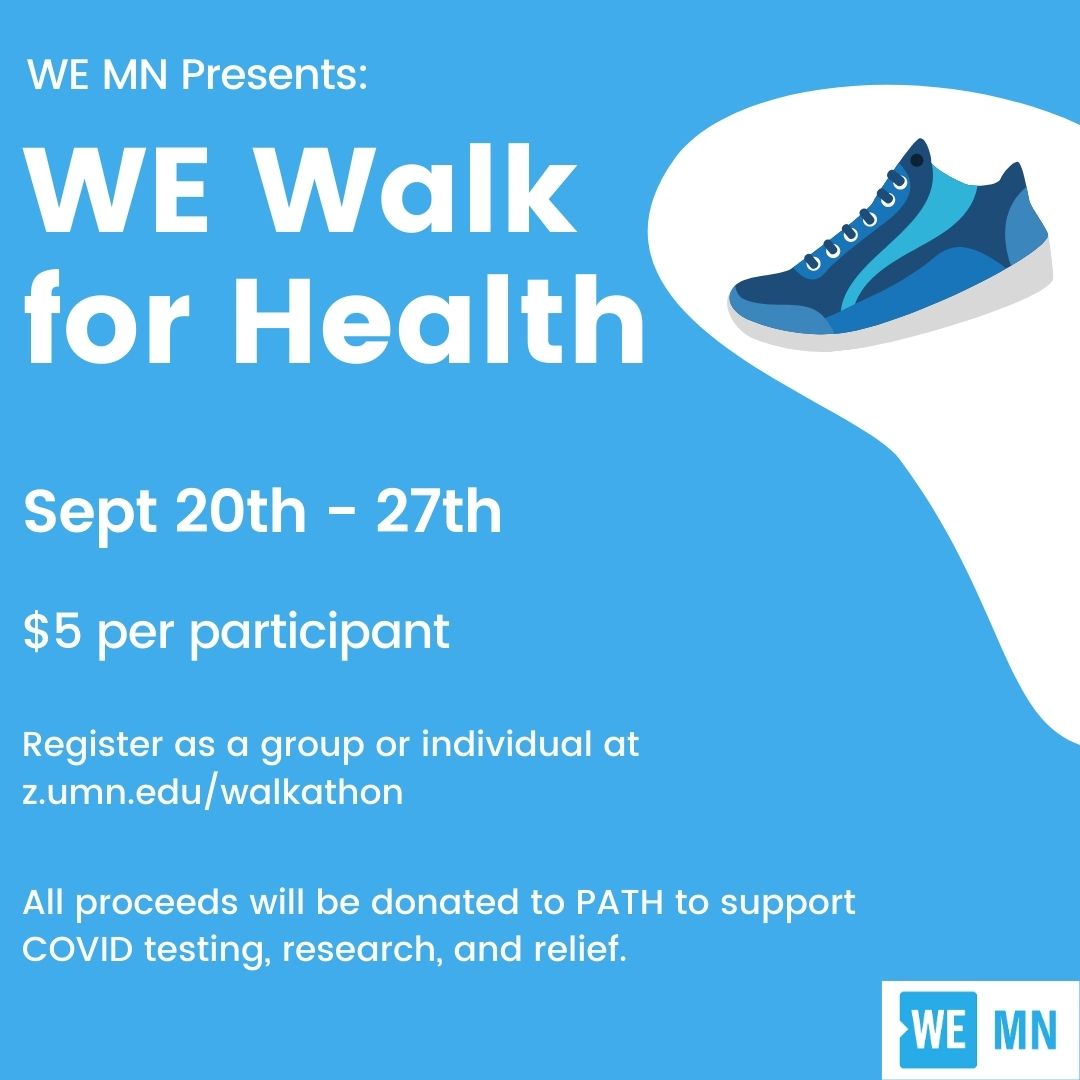 WE MN Presents:
WE Walk
for Health
Sept 20th - 27th
$5 per participant
Register as a group or individual at
z.umn.edu/walkathon
All proceeds will be donated to PATH to support
COVID testing, research, and relief.
WE MN